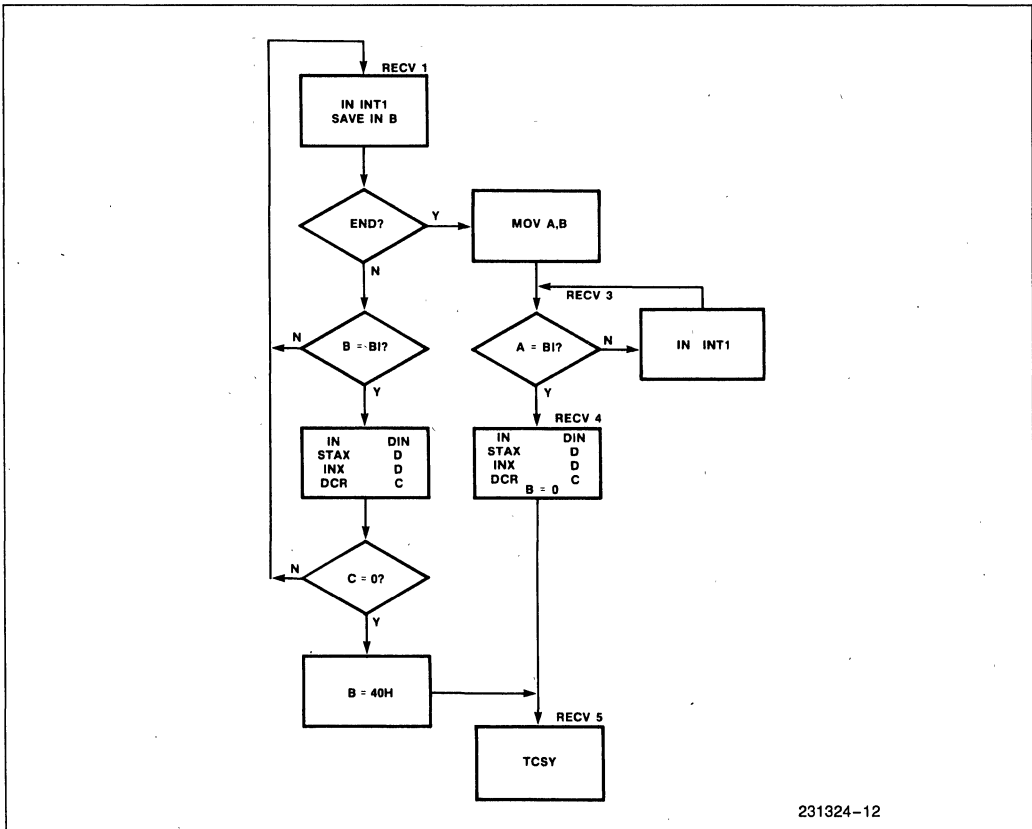 RECV 1
IN INT1
SAVE IN B
END?
Y
MOV A,B
N
RECV 3
B = BI?
N
Y
A = BI?
N
IN INT1
Y
RECV 4
IN DIN
STAX D
INX D
DCR C
IN DIN
STAX D
INX D
DCR C
B = 0
C = 0?
N
Y
B = 40H
RECV 5
TCSY
231324-12